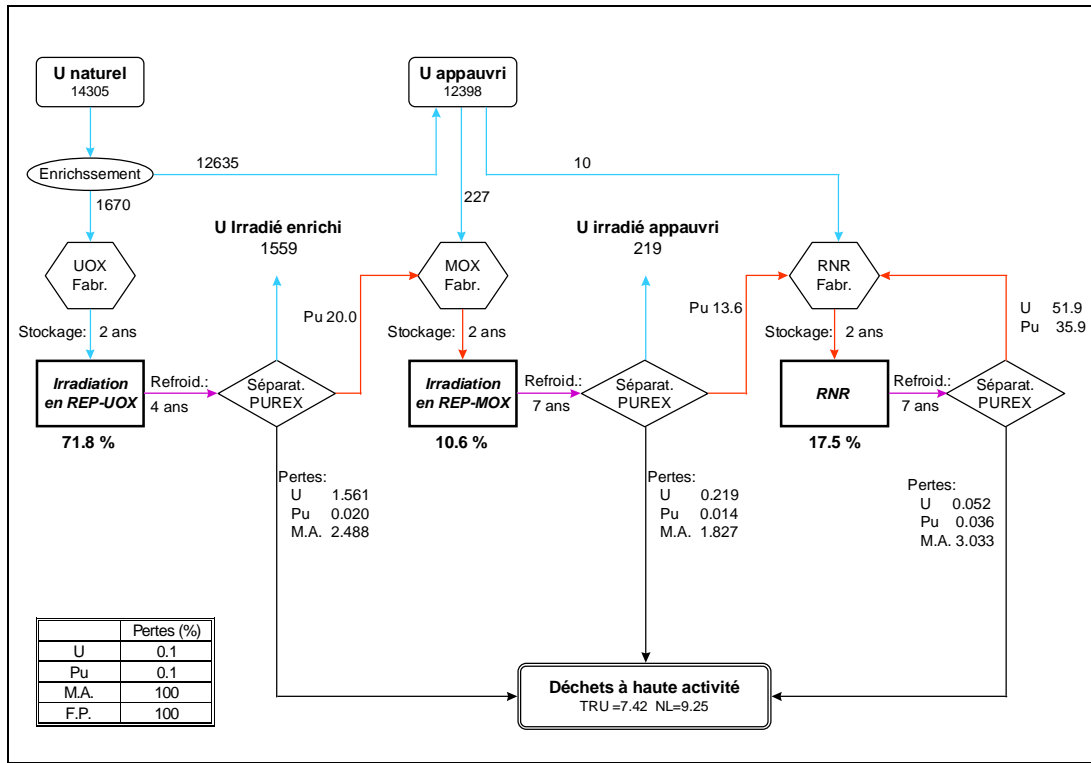 U naturel
14305
U appauvri
12398
Enrichssement
12635
10
1670
227
U Irradié enrichi
1559
U irradié appauvri
219
UOX
Fabr.
MOX
Fabr.
RNR
Fabr.
Pu 20.0
Pu 13.6
U 51.9
Pu 35.9
Stockage: 2 ans
Stockage: 2 ans
2 ans
Irradiation
en REP-UOX
Refroid.:
4 ans
Séparat.
PUREX
Irradiation
en REP-MOX
Refroid.:
7 ans
Séparat.
PUREX
RNR
Refroid.:
7 ans
Séparat.
PUREX
71.8 %
10.6 %
17.5 %
Pertes:
U 1.561
Pu 0.020
M.A. 2.488
Pertes:
U 0.219
Pu 0.014
M.A. 1.827
Pertes:
U 0.052
Pu 0.036
M.A. 3.033
Pertes (%)
U 0.1
Pu 0.1
M.A. 100
F.P. 100
Déchets à haute activité
TRU =7.42 NL=9.25